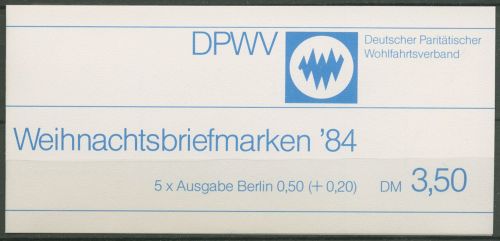 DPWV
Deutscher Paritätischer
Wohlfahrtsverband
Weihnachtsbriefmarken '84
5 x Ausgabe Berlin 0,50 (+ 0,20) DM 3,50